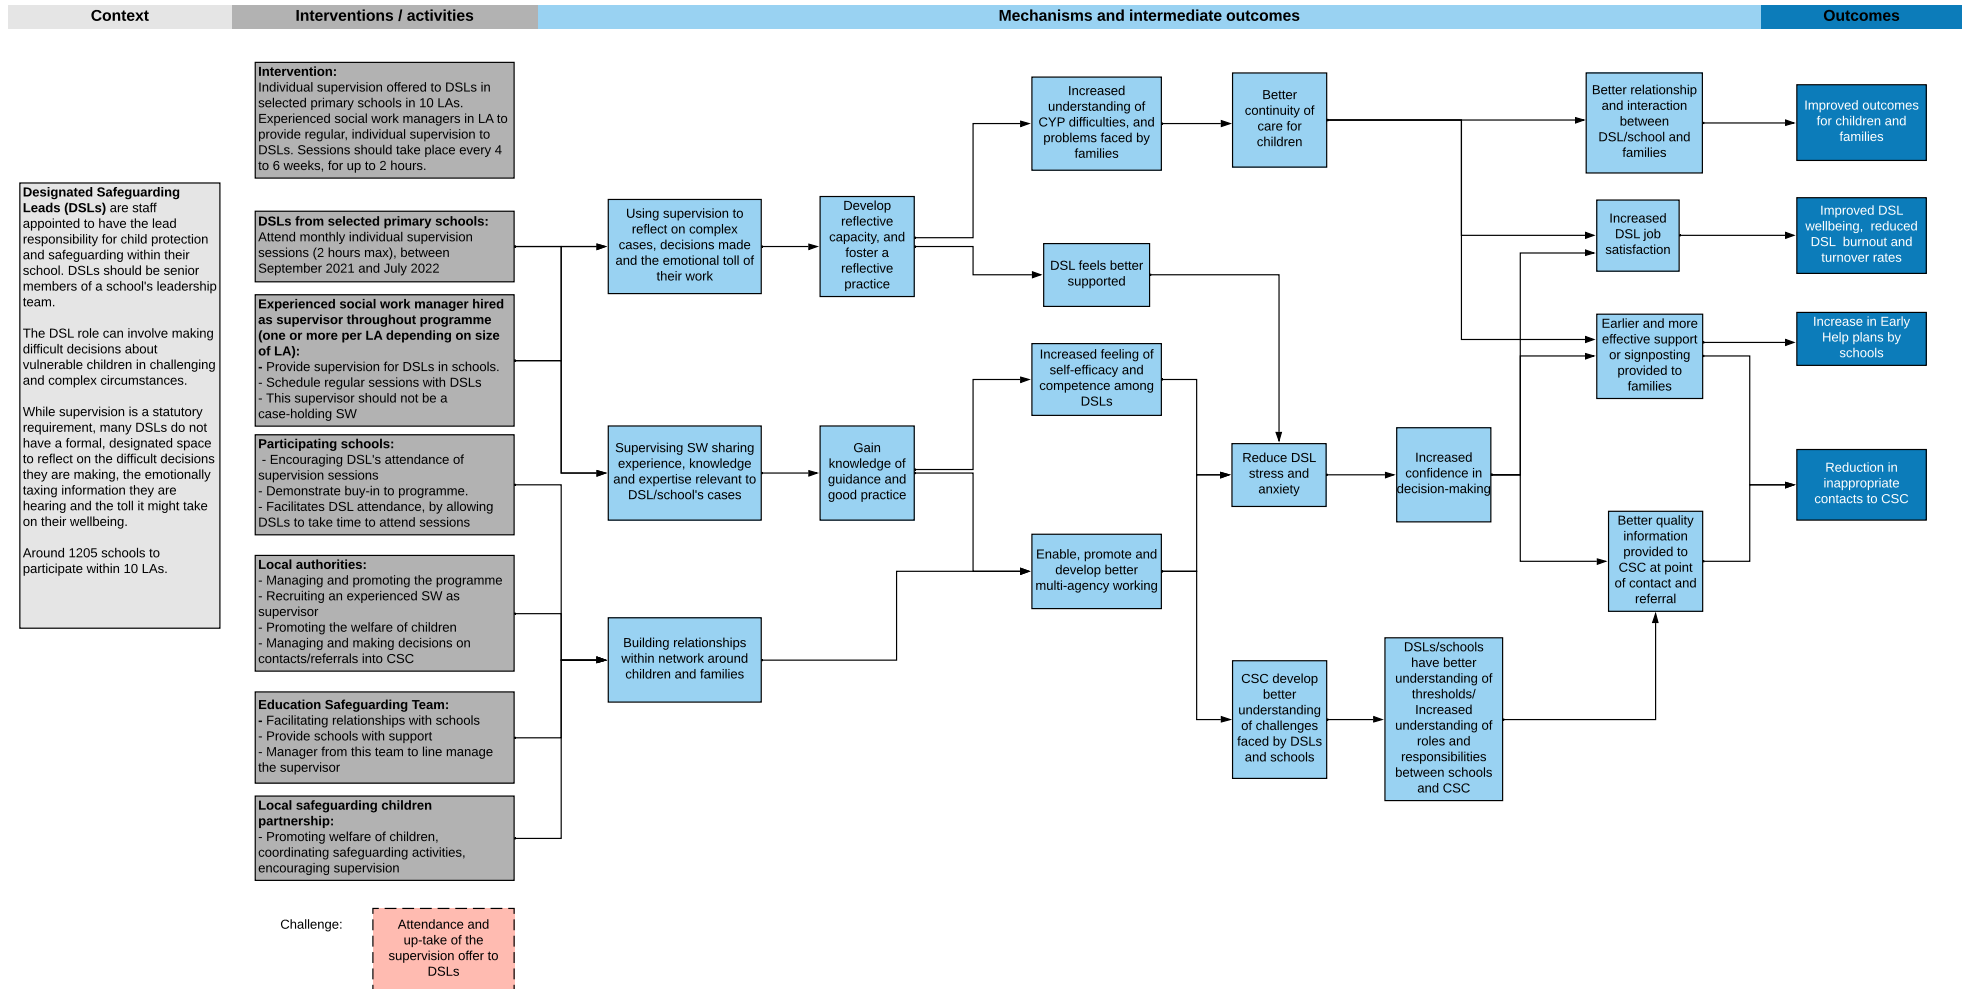 Context
Interventions / activities
Mechanisms and intermediate outcomes
Outcomes
Designated Safeguarding
Leads (DSLs) are staff
appointed to have the lead
responsibility for child protection
and safeguarding within their
school. DSLs should be senior
members of a school's leadership
team.
The DSL role can involve making
difficult decisions about
vulnerable children in challenging
and complex circumstances.
While supervision is a statutory
requirement, many DSLs do not
have a formal, designated space
to reflect on the difficult decisions
they are making, the emotionally
taxing information they are
hearing and the toll it might take
on their wellbeing.
Around 1205 schools to
participate within 10 LAs.
Intervention:
Individual supervision offered to DSLs in
selected primary schools in 10 LAs.
Experienced social work managers in LA to
provide regular, individual supervision to
DSLs. Sessions should take place every 4
to 6 weeks, for up to 2 hours.
DSLs from selected primary schools:
Attend monthly individual supervision
sessions (2 hours max), between
September 2021 and July 2022
Experienced social work manager hired
as supervisor throughout programme
(one or more per LA depending on size
of LA):
- Provide supervision for DSLs in schools.
- Schedule regular sessions with DSLs
- This supervisor should not be a
case-holding SW
Participating schools:
- Encouraging DSL's attendance of
supervision sessions
- Demonstrate buy-in to programme.
- Facilitates DSL attendance, by allowing
DSLs to take time to attend sessions
Local authorities:
- Managing and promoting the programme
- Recruiting an experienced SW as
supervisor
- Promoting the welfare of children
- Managing and making decisions on
contacts/referrals into CSC
Education Safeguarding Team:
- Facilitating relationships with schools
- Provide schools with support
- Manager from this team to line manage
the supervisor
Local safeguarding children
partnership:
- Promoting welfare of children,
coordinating safeguarding activities,
encouraging supervision
Challenge:
Attendance and
up-take of the
supervision offer to
DSLs
Using supervision to
reflect on complex
cases, decisions made
and the emotional toll of
their work
Supervising SW sharing
experience, knowledge
and expertise relevant to
DSL/school's cases
Building relationships
within network around
children and families
Develop
reflective
capacity, and
foster a
reflective
practice
Gain
knowledge of
guidance and
good practice
Increased
understanding of
CYP difficulties, and
problems faced by
families
DSL feels better
supported
Increased feeling of
self-efficacy and
competence among
DSLs
Enable, promote and
develop better
multi-agency working
Better
continuity of
care for
children
Reduce DSL
stress and
anxiety
CSC develop
better
understanding
of challenges
faced by DSLs
and schools
Increased
confidence in
decision-making
DSLs/schools
have better
understanding of
thresholds/
Increased
understanding of
roles and
responsibilities
between schools
and CSC
Better relationship
and interaction
between
DSL/school and
families
Increased
DSL job
satisfaction
Earlier and more
effective support
or signposting
provided to
families
Better quality
information
provided to
CSC at point
of contact and
referral
Improved outcomes
for children and
families
Improved DSL
wellbeing, reduced
DSL burnout and
turnover rates
Increase in Early
Help plans by
schools
Reduction in
inappropriate
contacts to CSC